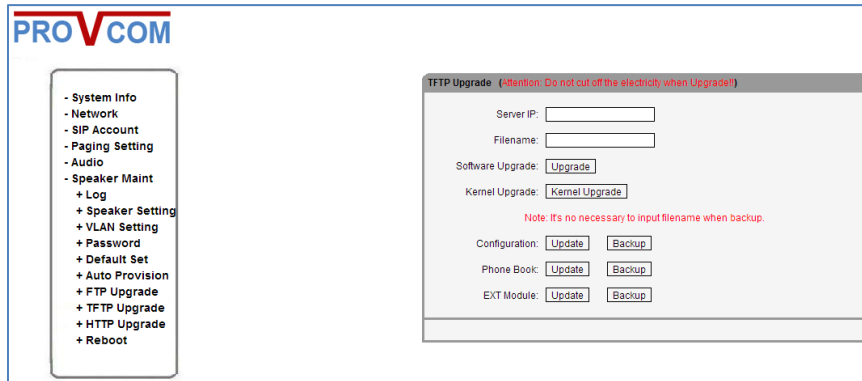 PROVCOM
- System Info
- Network
- SIP Account
- Paging Setting
- Audio
- Speaker Maint
+ Log
+ Speaker Setting
+ VLAN Setting
+ Password
+ Default Set
+ Auto Provision
+ FTP Upgrade
+ TFTP Upgrade
+ HTTP Upgrade
+ Reboot
TFTP Upgrade (Attention: Do not cut off the electricity when Upgrade!!)
Server IP:
Filename:
Software Upgrade: Upgrade
Kernel Upgrade: Kernel Upgrade
Note: It's no necessary to input filename when backup.
Configuration: Update Backup
Phone Book: Update Backup
EXT Module: Update Backup